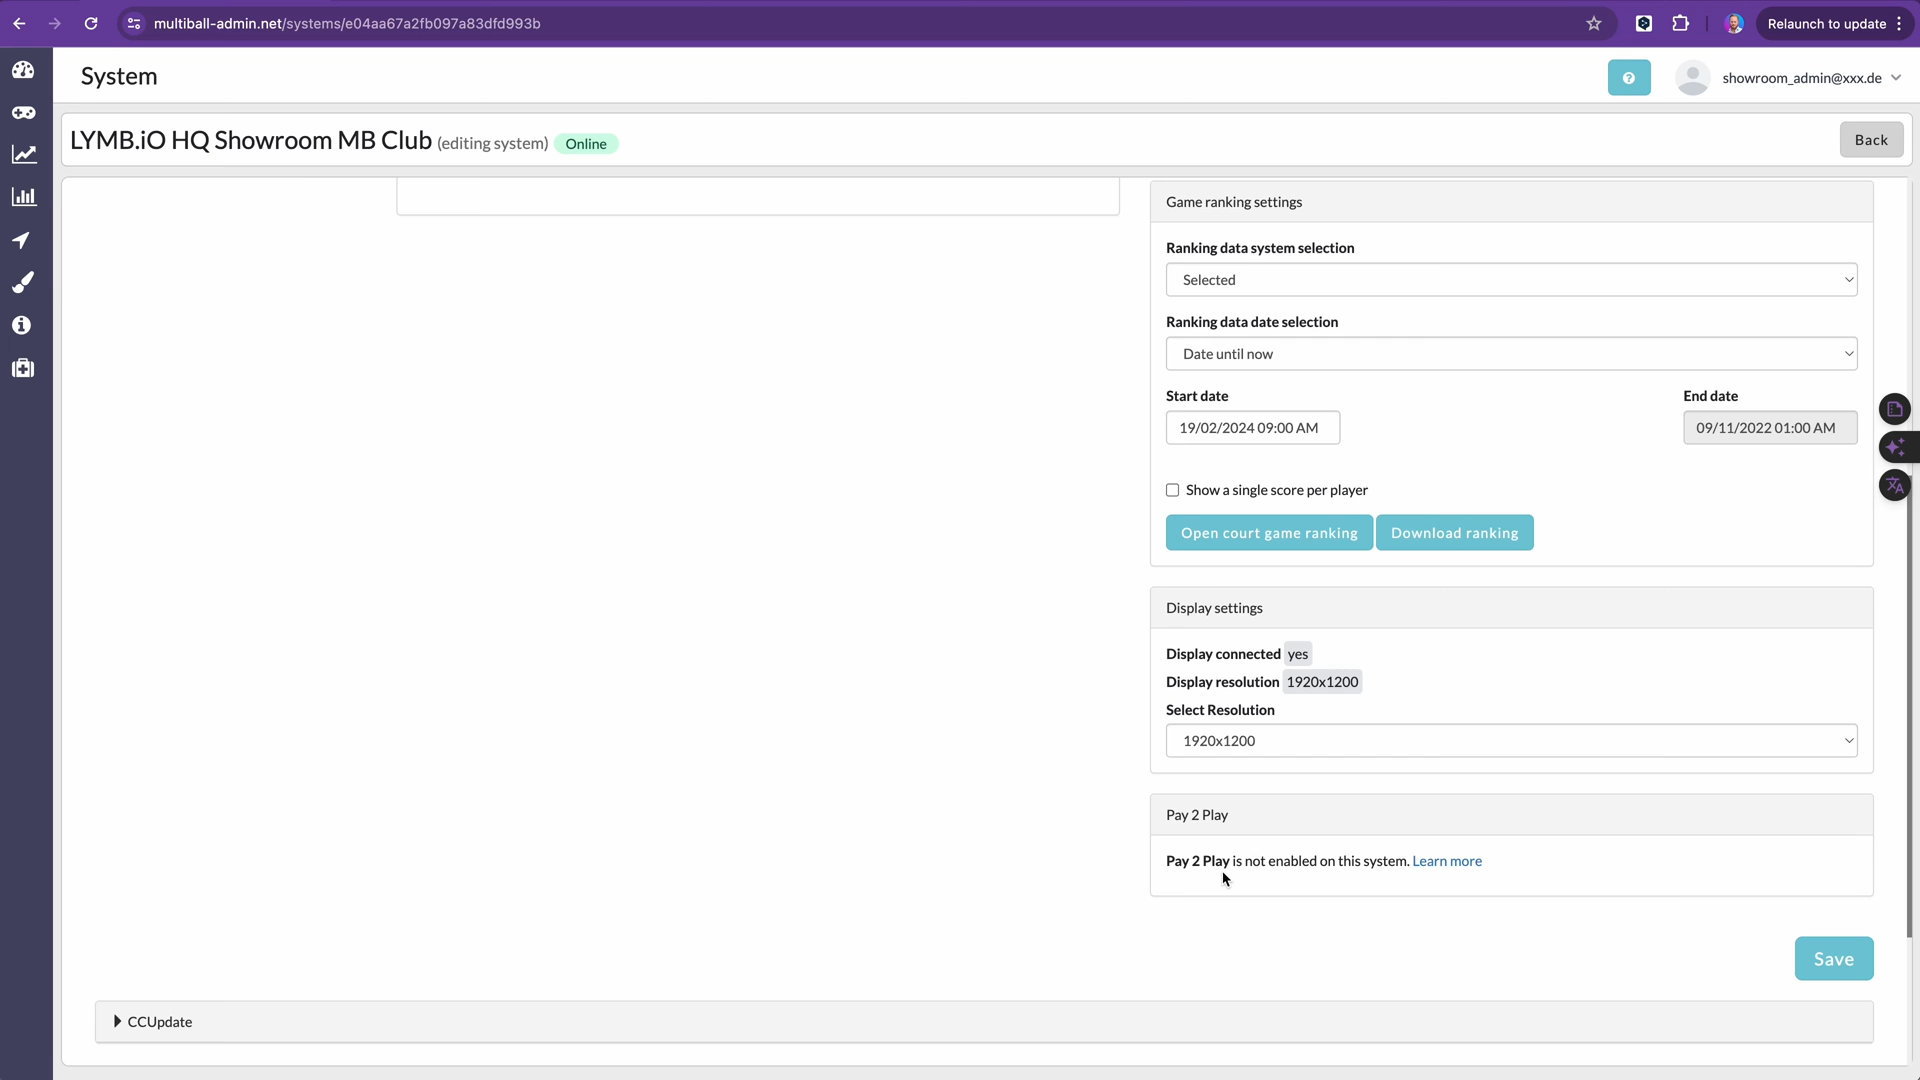 multiball-admin.net/systems/e04aa67a2fb097a83dfd993b
Relaunch to update
System
showroom_admin@xxx.de
LYMB.iO HQ Showroom MB Club (editing system) Online
Back
Game ranking settings
Ranking data system selection
Selected
Ranking data date selection
Date until now
Start date
End date
19/02/2024 09:00 AM
09/11/2022 01:00 AM
Show a single score per player
Open court game ranking
Download ranking
Display settings
Display connected yes
Display resolution 1920x1200
Select Resolution
1920x1200
Pay 2 Play
Pay 2 Play is not enabled on this system. Learn more
Save
CCUpdate